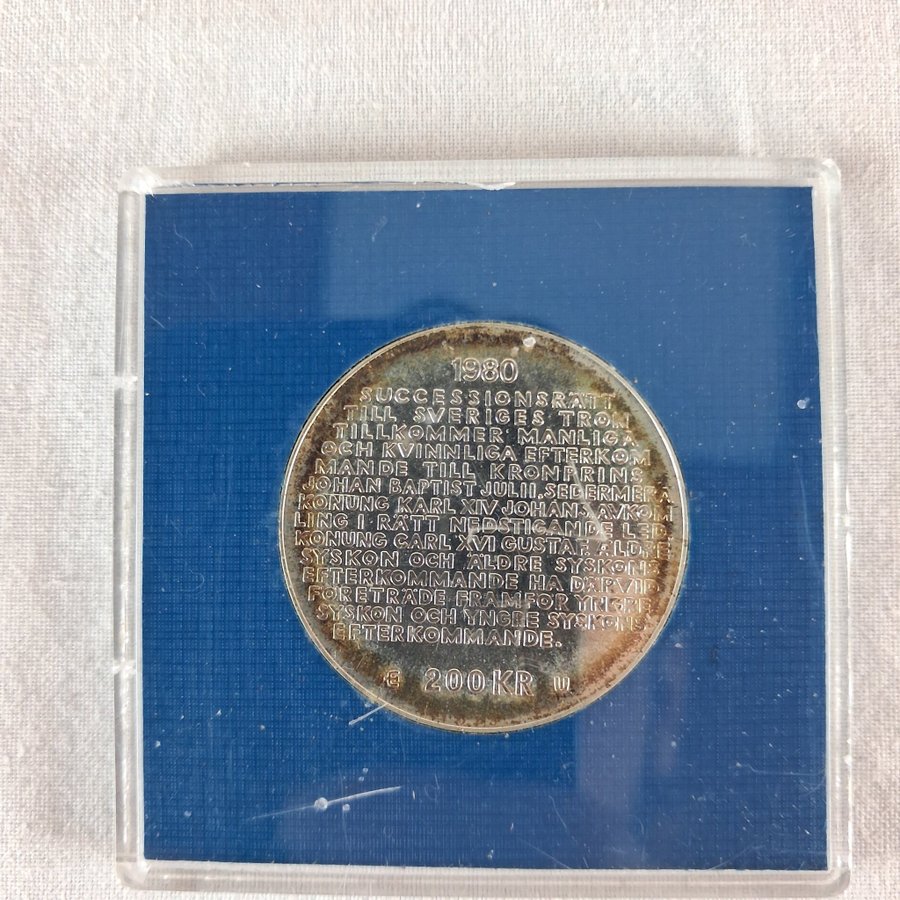 1980
SUCCESSIONSRÄTT
TILL SVERIGES TRON
TILLKOMMER MANLIGA
OCH KVINNLIGA EFTERKOM
MANDE TILL KRONPRINS
JOHAN BAPTIST JULII. SEDERMERA
KONUNG KARL XIV JOHANS AVKOM
LING I RÄTT NEDSTIGANDE LED
KONUNG CARL XVI GUSTAF. ÄLDRE
SYSKON OCH ÄLDRE SYSKONS
EFTERKOMMANDE HA DÄRVID
FÖRETRÄDE FRAMFÖR YNGRE
SYSKON OCH YNGRE SYSKONS
EFTERKOMMANDE.
E 200 KR U